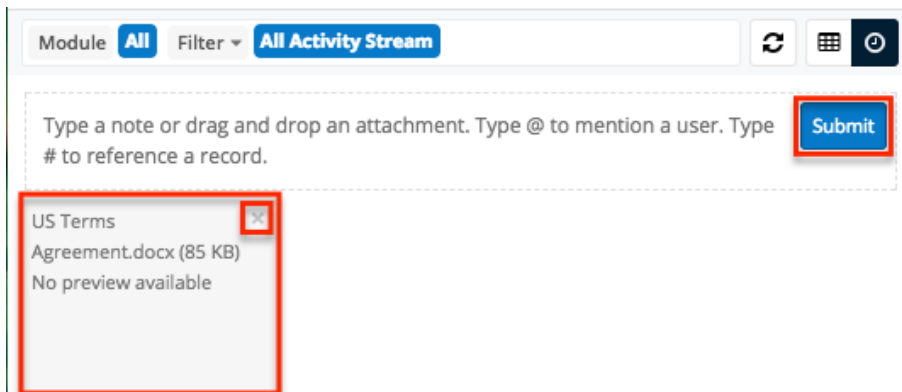 Module All Filter All Activity Stream
Type a note or drag and drop an attachment. Type @ to mention a user. Type
# to reference a record.
Submit
US Terms
Agreement.docx (85 KB)
No preview available